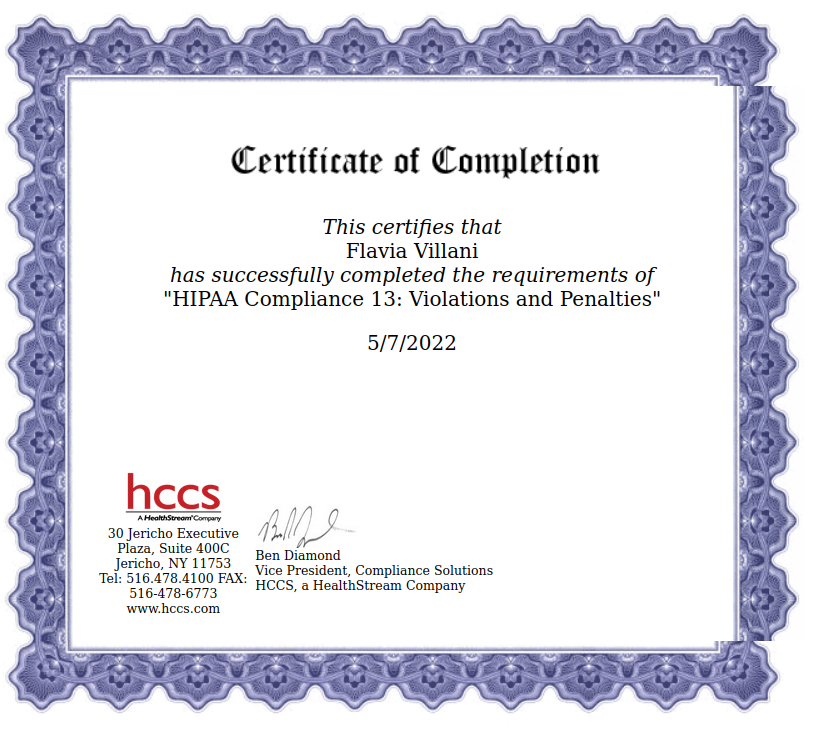 Certificate of Completion
This certifies that
Flavia Villani
has successfully completed the requirements of
"HIPAA Compliance 13: Violations and Penalties"
5/7/2022
hccs
A HealthStream® Company
30 Jericho Executive
Plaza, Suite 400C
Jericho, NY 11753
Tel: 516.478.4100 FAX:
516-478-6773
www.hccs.com
Ben Diamond
Vice President, Compliance Solutions
HCCS, a HealthStream Company